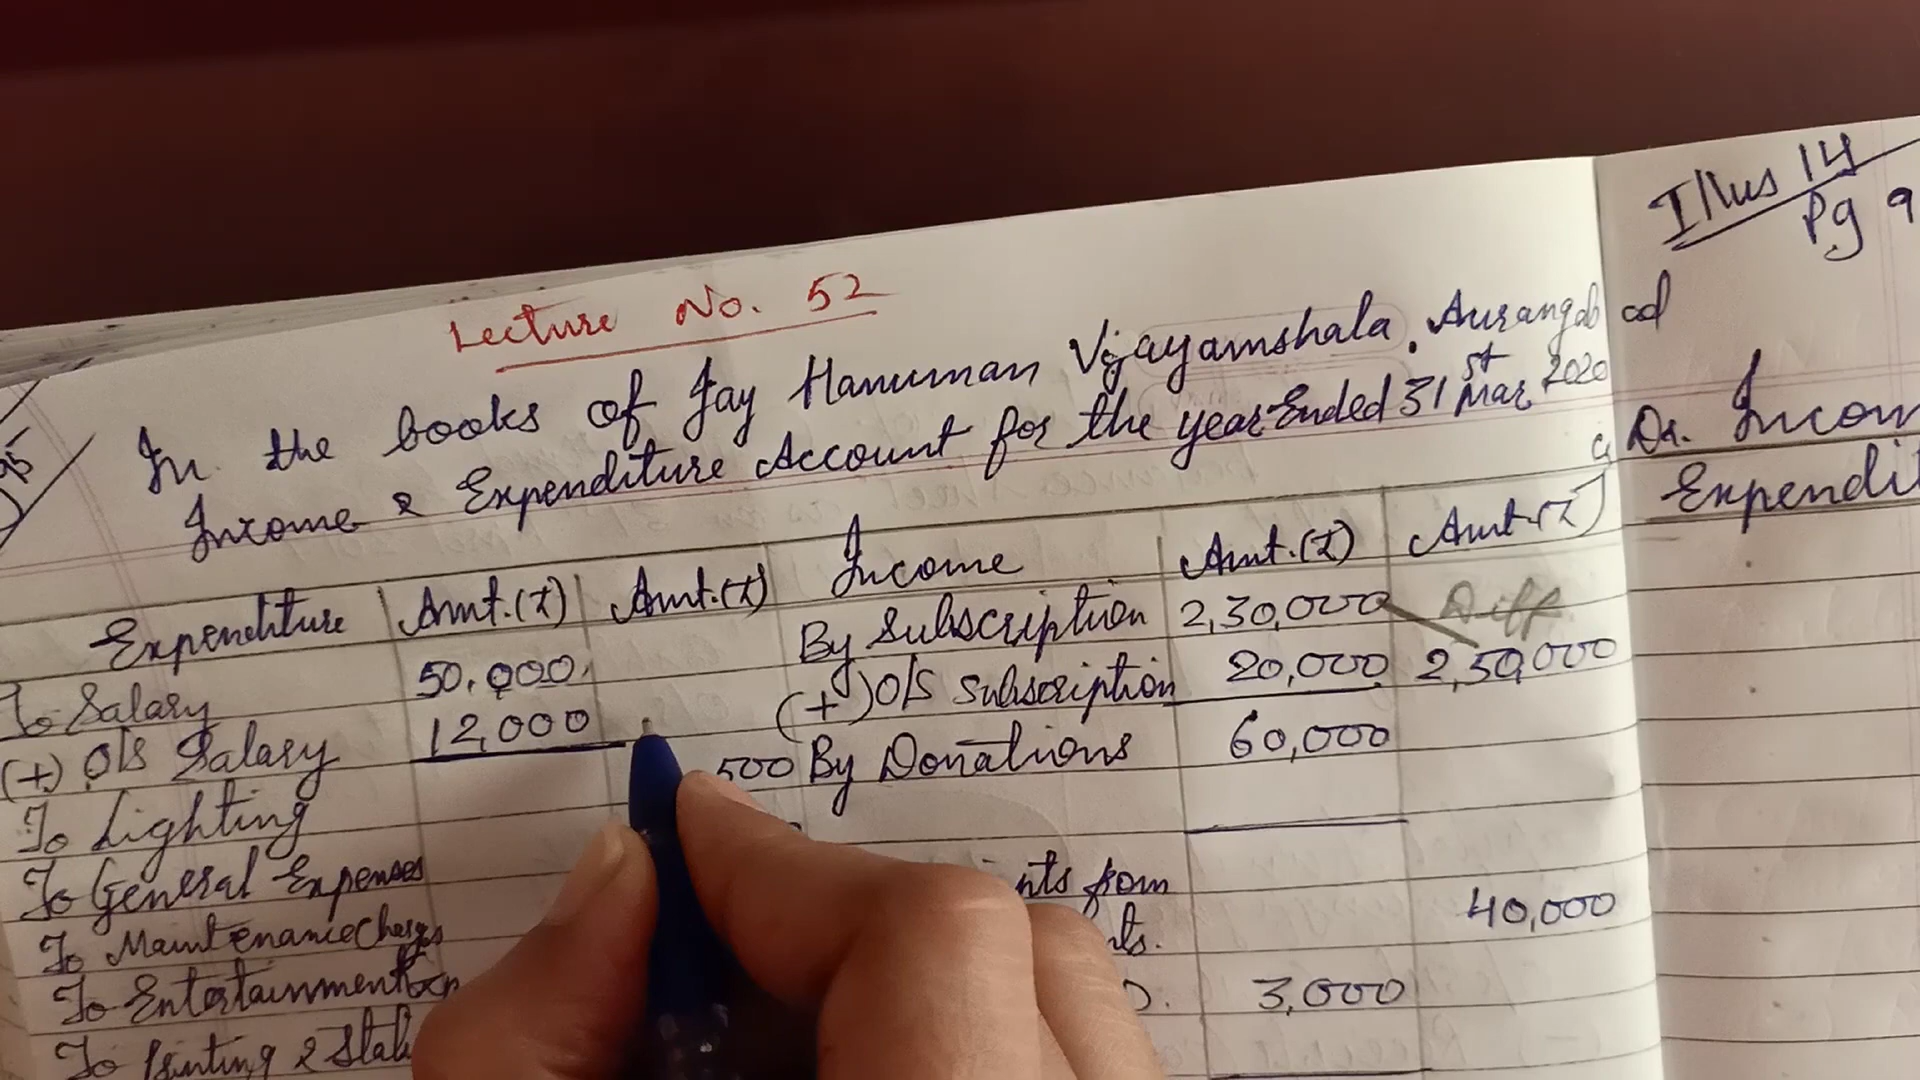 Lecture No. 52
In the books of Jay Hanuman Vyayamshala, Aurangabad
Income & Expenditure Account for the year Ended 31st Mar 2020
Expenditure Amt.(₹) Amt.(₹) Income Amt.(₹) Amt.(₹)
To Salary 50,000 By Subscription 2,30,000 Diff
(+) O/S Salary 12,000 (+) O/S Subscription 20,000 2,50,000
To Lighting 500 By Donations 60,000
To General Expenses from
To Maintenance Charges 40,000
To Entertainment 3,000
To Printing &
Illus 14
Pg 9
Dr.